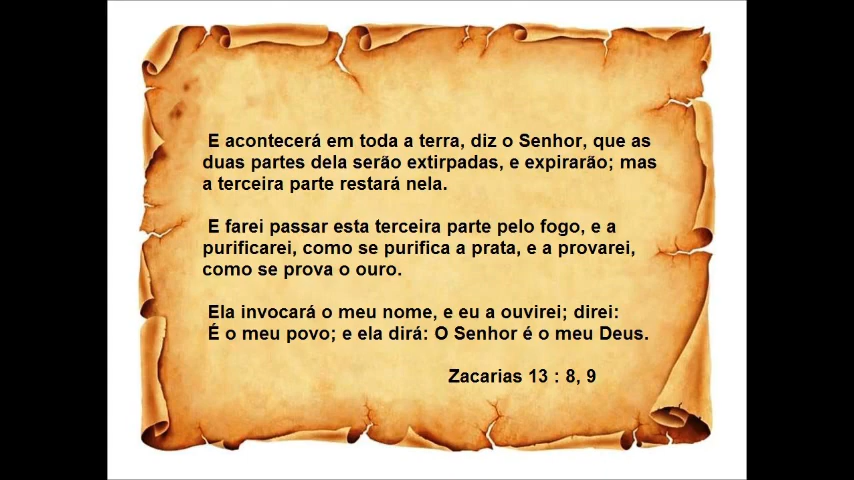 E acontecerá em toda a terra, diz o Senhor, que as
duas partes dela serão extirpadas, e expirarão; mas
a terceira parte restará nela.
E farei passar esta terceira parte pelo fogo, e a
purificarei, como se purifica a prata, e a provarei,
como se prova o ouro.
Ela invocará o meu nome, e eu a ouvirei; direi:
É o meu povo; e ela dirá: O Senhor é o meu Deus.
Zacarias 13 : 8, 9